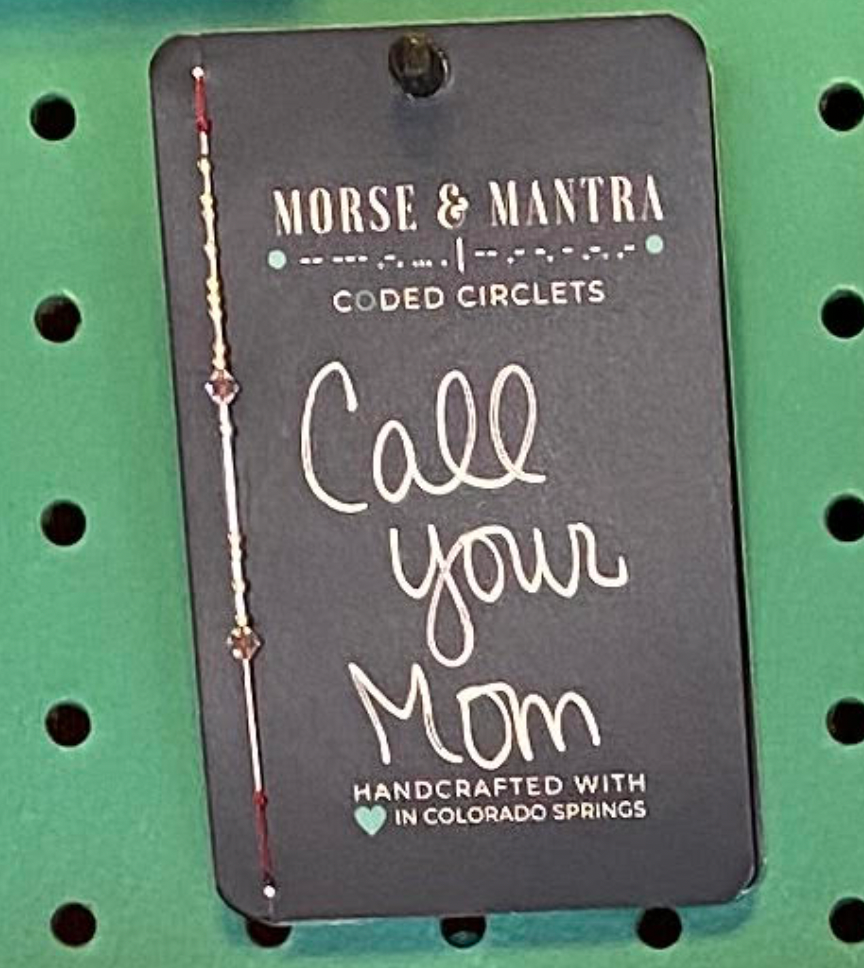 MORSE & MANTRA
-- --- .-. ... . | -- .- -. - .-. .-
CODED CIRCLETS
Call
your
Mom
HANDCRAFTED WITH
IN COLORADO SPRINGS